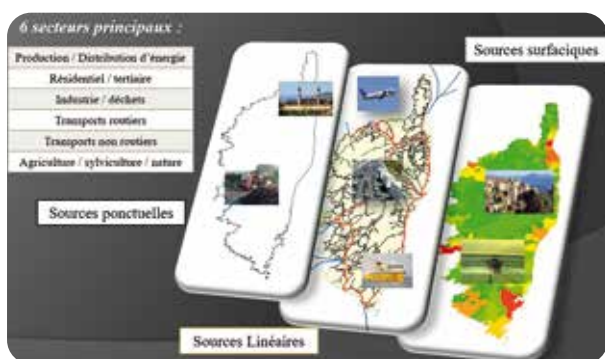 6 secteurs principaux :
Production / Distribution d'énergie
Résidentiel / tertiaire
Industrie / déchets
Transports routiers
Transports non routiers
Agriculture / sylviculture / nature
Sources surfaciques
Sources ponctuelles
Sources Linéaires